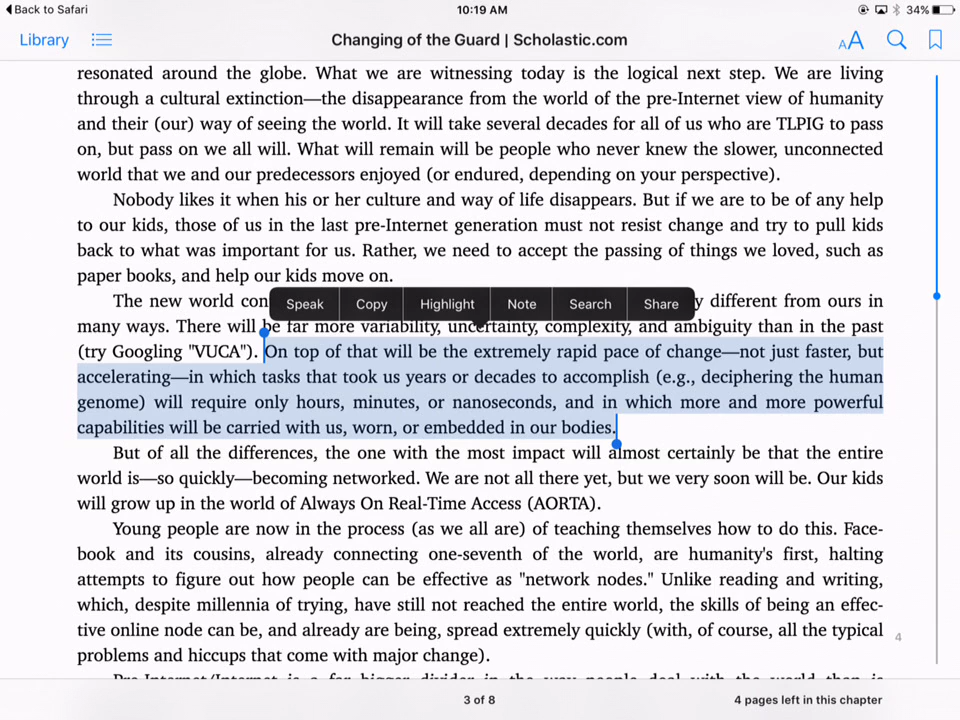 Back to Safari
10:19 AM
34%
Library
Changing of the Guard | Scholastic.com
AA
resonated around the globe. What we are witnessing today is the logical next step. We are living
through a cultural extinction—the disappearance from the world of the pre-Internet view of humanity
and their (our) way of seeing the world. It will take several decades for all of us who are TLPIG to pass
on, but pass on we all will. What will remain will be people who never knew the slower, unconnected
world that we and our predecessors enjoyed (or endured, depending on your perspective).
Nobody likes it when his or her culture and way of life disappears. But if we are to be of any help
to our kids, those of us in the last pre-Internet generation must not resist change and try to pull kids
back to what was important for us. Rather, we need to accept the passing of things we loved, such as
paper books, and help our kids move on.
Speak Copy Highlight Note Search Share
The new world con y different from ours in
many ways. There will be far more variability, uncertainty, complexity, and ambiguity than in the past
(try Googling "VUCA"). On top of that will be the extremely rapid pace of change—not just faster, but
accelerating—in which tasks that took us years or decades to accomplish (e.g., deciphering the human
genome) will require only hours, minutes, or nanoseconds, and in which more and more powerful
capabilities will be carried with us, worn, or embedded in our bodies.
But of all the differences, the one with the most impact will almost certainly be that the entire
world is—so quickly—becoming networked. We are not all there yet, but we very soon will be. Our kids
will grow up in the world of Always On Real-Time Access (AORTA).
Young people are now in the process (as we all are) of teaching themselves how to do this. Face-
book and its cousins, already connecting one-seventh of the world, are humanity's first, halting
attempts to figure out how people can be effective as "network nodes." Unlike reading and writing,
which, despite millennia of trying, have still not reached the entire world, the skills of being an effec-
tive online node can be, and already are being, spread extremely quickly (with, of course, all the typical
problems and hiccups that come with major change).
4
3 of 8
4 pages left in this chapter